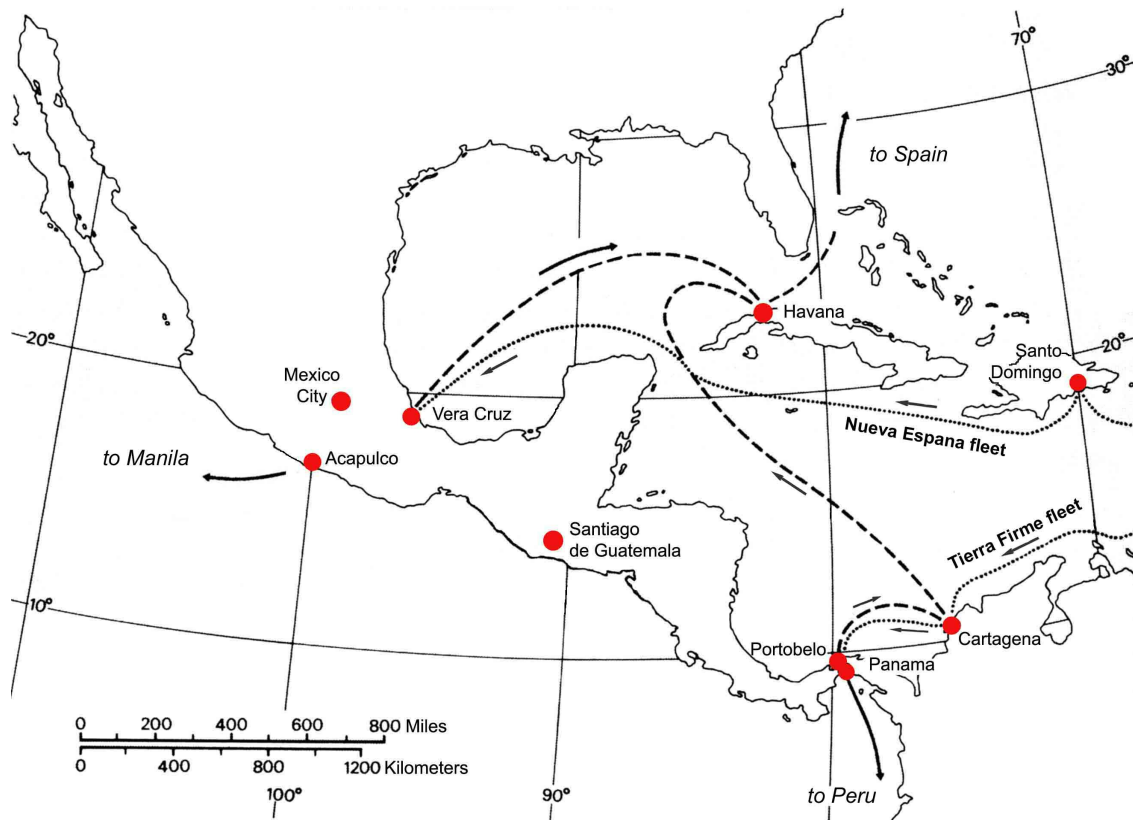 70°
30°
to Spain
Havana
20°
Santo
Domingo
20°
Mexico
City
Vera Cruz
Nueva Espana fleet
to Manila
Acapulco
Santiago
de Guatemala
Tierra Firme fleet
10°
Cartagena
Portobelo
Panama
0 200 400 600 800 Miles
0 400 800 1200 Kilometers
to Peru
100°
90°